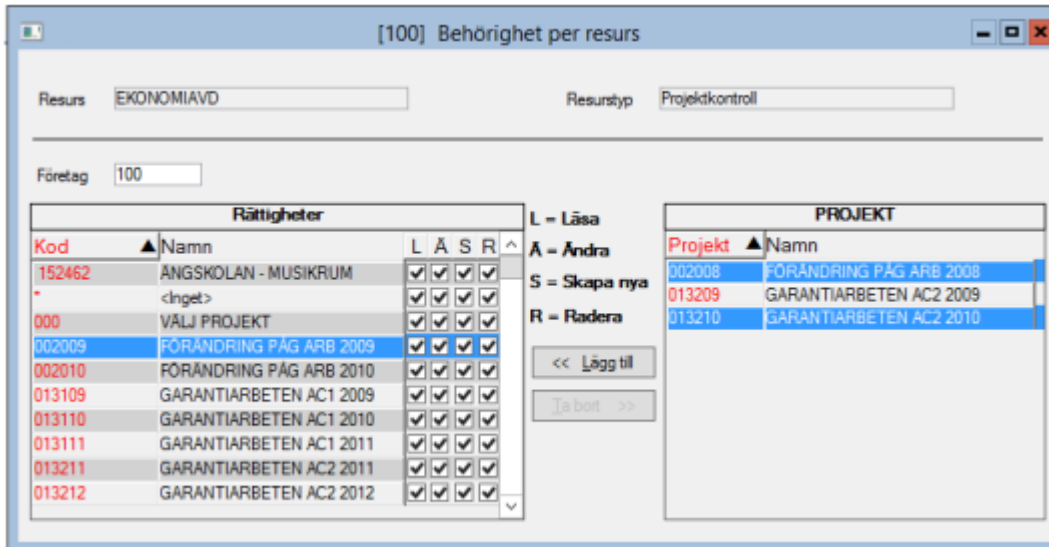 [100] Behörighet per resurs
Resurs EKONOMIAVD Resurstyp Projektkontroll
Företag 100
Rättigheter
Kod Namn L Ä S R
152462 ÄNGSKOLAN - MUSIKRUM
* <Inget>
000 VÄLJ PROJEKT
002009 FÖRÄNDRING PÅG ARB 2009
002010 FÖRÄNDRING PÅG ARB 2010
013109 GARANTIARBETEN AC1 2009
013110 GARANTIARBETEN AC1 2010
013111 GARANTIARBETEN AC1 2011
013211 GARANTIARBETEN AC2 2011
013212 GARANTIARBETEN AC2 2012
L = Läsa
Ä = Ändra
S = Skapa nya
R = Radera
<< Lägg till
Ta bort >>
PROJEKT
Projekt Namn
002008 FÖRÄNDRING PÅG ARB 2008
013209 GARANTIARBETEN AC2 2009
013210 GARANTIARBETEN AC2 2010